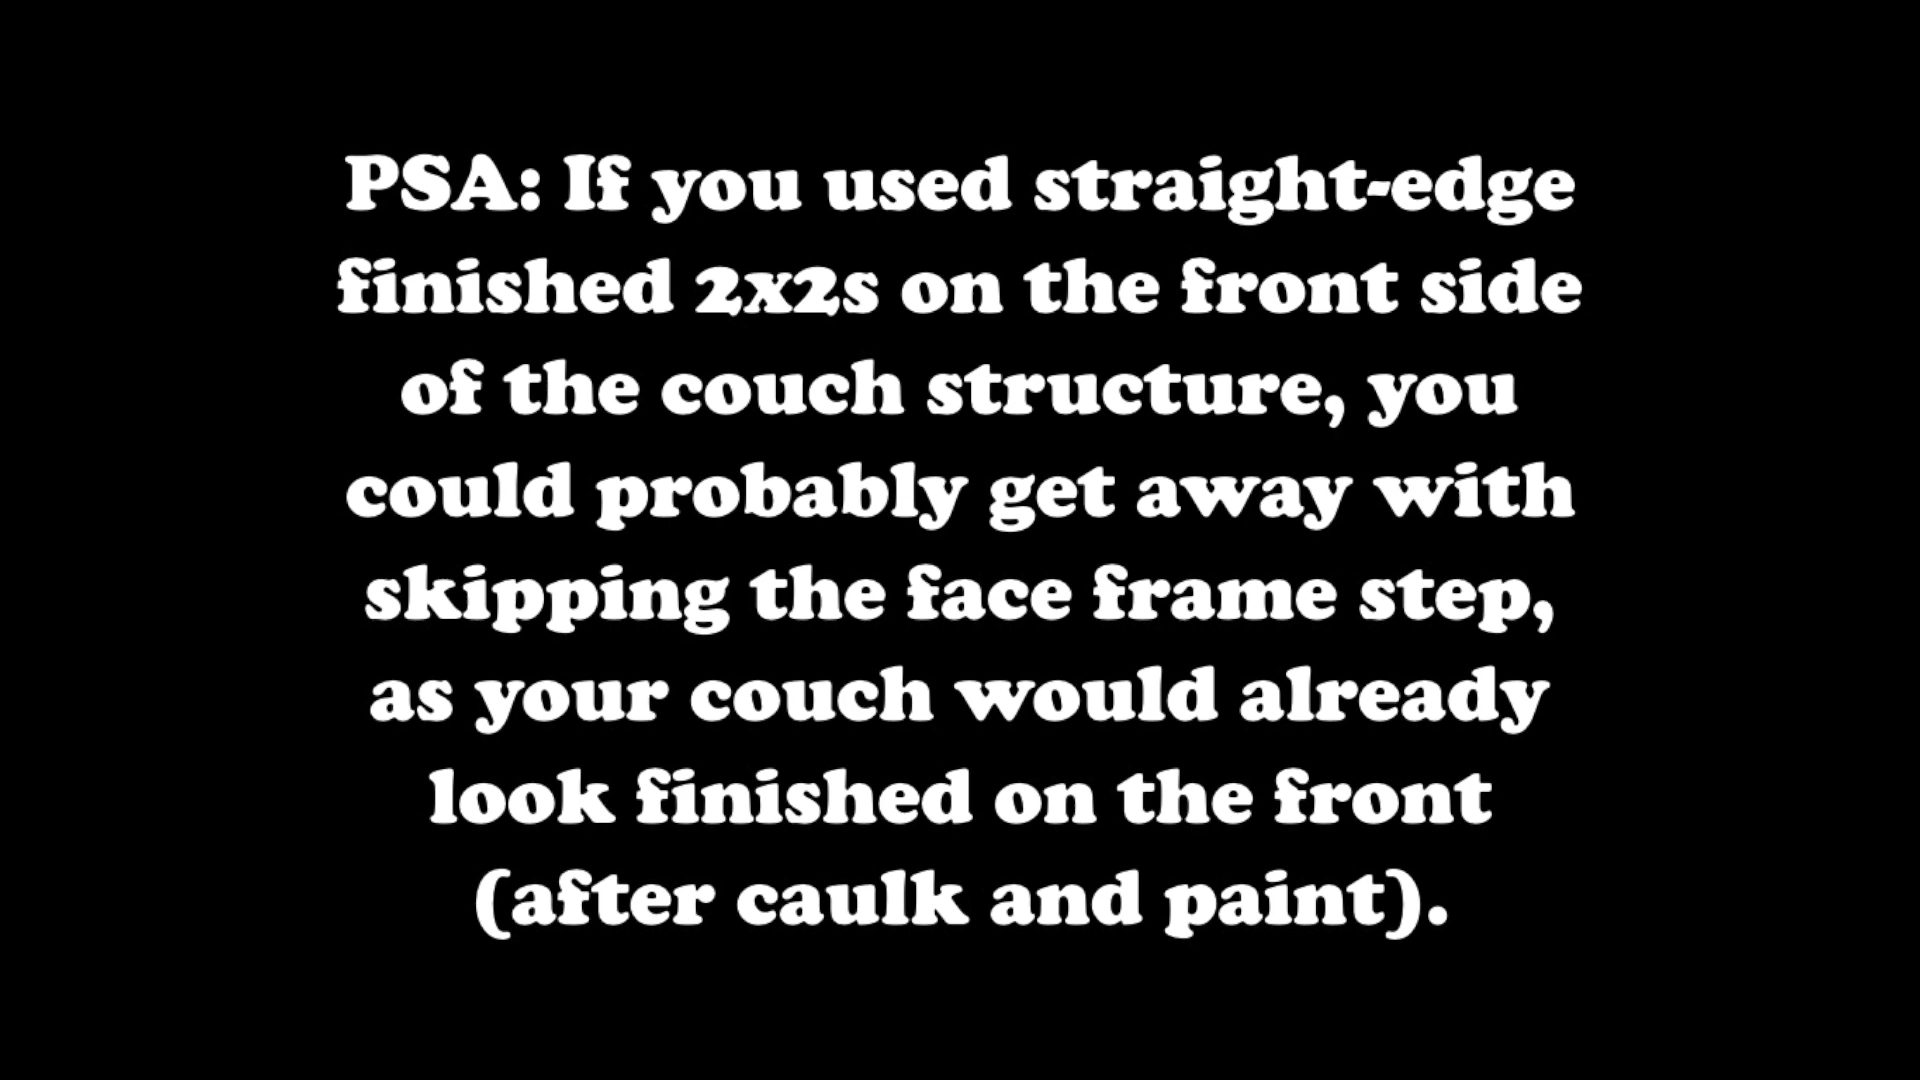 PSA: If you used straight-edge
finished 2x2s on the front side
of the couch structure, you
could probably get away with
skipping the face frame step,
as your couch would already
look finished on the front
(after caulk and paint).